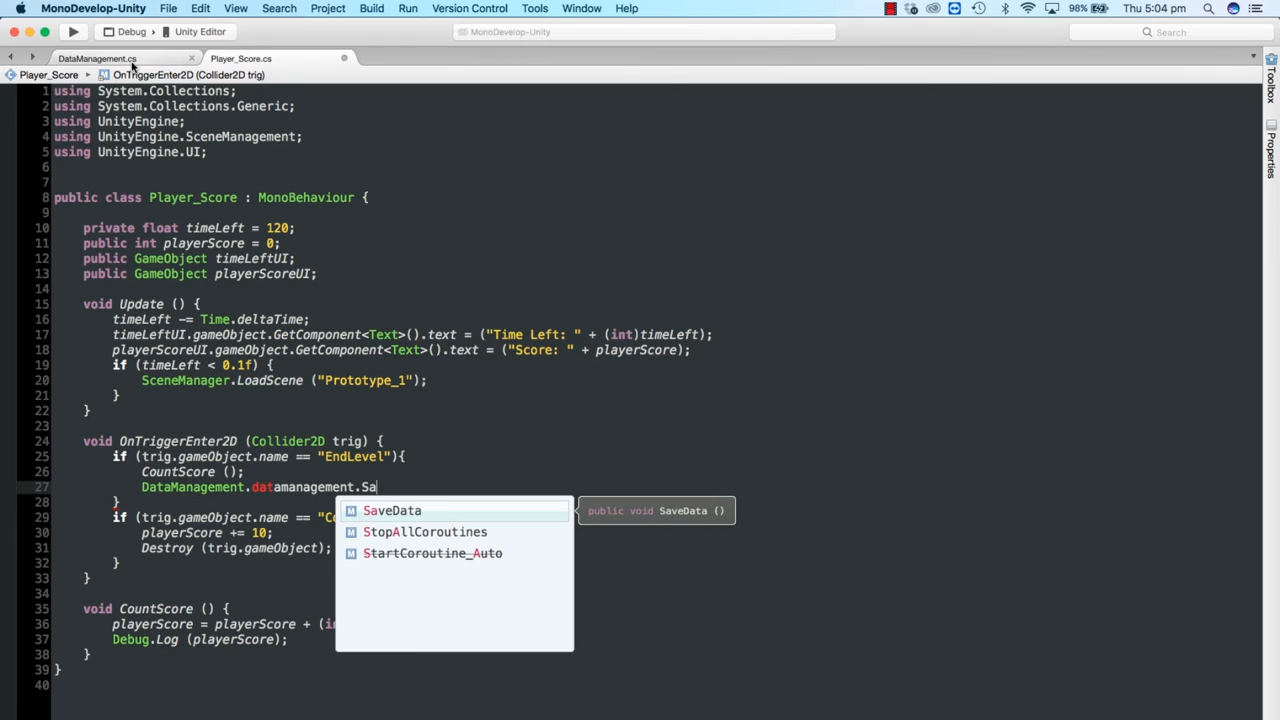 MonoDevelop-Unity File Edit View Search Project Build Run Version Control Tools Window Help 98% Thu 5:04 pm
Debug Unity Editor MonoDevelop-Unity Search
DataManagement.cs Player_Score.cs
Player_Score OnTriggerEnter2D (Collider2D trig)
1 using System.Collections;
2 using System.Collections.Generic;
3 using UnityEngine;
4 using UnityEngine.SceneManagement;
5 using UnityEngine.UI;
6
7
8 public class Player_Score : MonoBehaviour {
9
10 private float timeLeft = 120;
11 public int playerScore = 0;
12 public GameObject timeLeftUI;
13 public GameObject playerScoreUI;
14
15 void Update () {
16 timeLeft -= Time.deltaTime;
17 timeLeftUI.gameObject.GetComponent<Text>().text = ("Time Left: " + (int)timeLeft);
18 playerScoreUI.gameObject.GetComponent<Text>().text = ("Score: " + playerScore);
19 if (timeLeft < 0.1f) {
20 SceneManager.LoadScene ("Prototype_1");
21 }
22 }
23
24 void OnTriggerEnter2D (Collider2D trig) {
25 if (trig.gameObject.name == "EndLevel"){
26 CountScore ();
27 DataManagement.datamanagement.Sa
28 }
29 if (trig.gameObject.name == "Co
30 playerScore += 10;
31 Destroy (trig.gameObject);
32 }
33 }
34
35 void CountScore () {
36 playerScore = playerScore + (in
37 Debug.Log (playerScore);
38 }
39 }
40
SaveData
StopAllCoroutines
StartCoroutine_Auto
public void SaveData ()
Toolbox
Properties